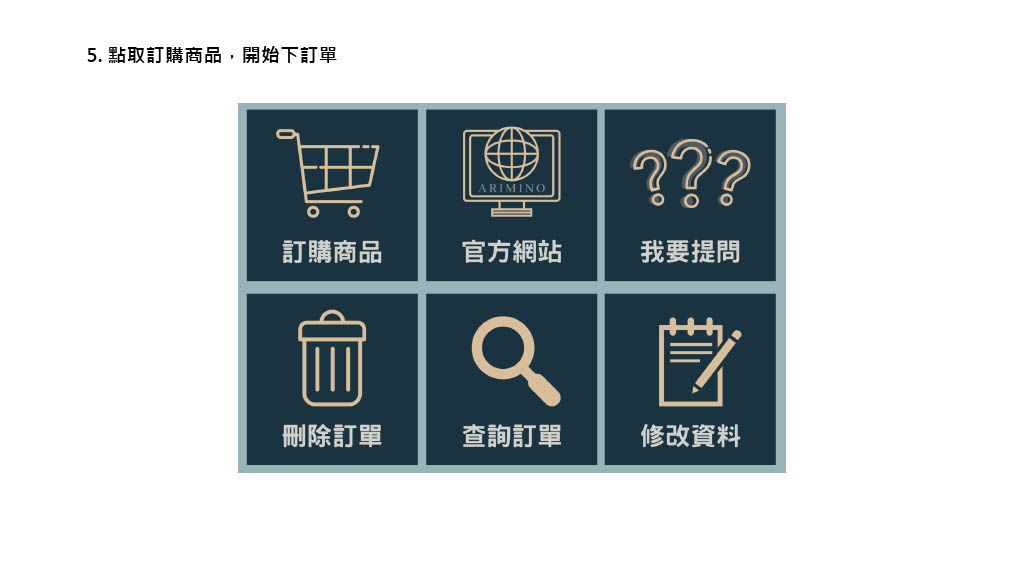 5. 點取訂購商品，開始下訂單
ARIMINO
訂購商品
官方網站
我要提問
刪除訂單
查詢訂單
修改資料